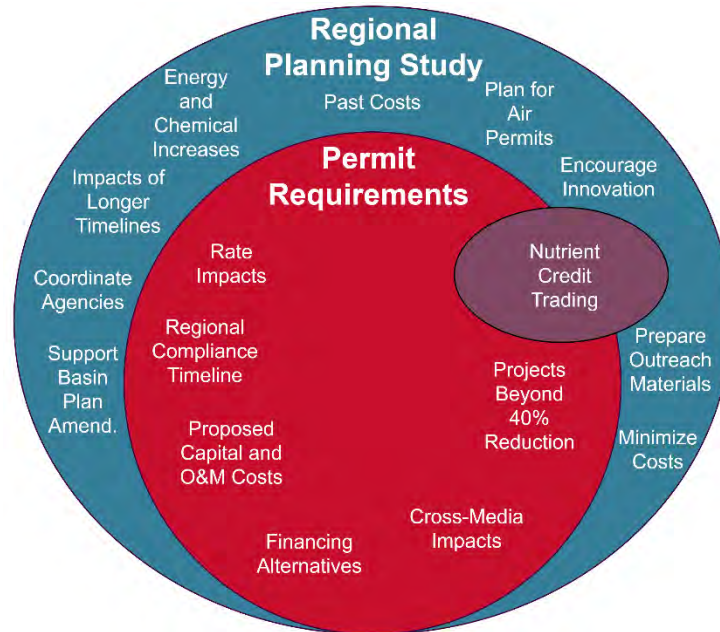 Regional
Planning Study
Energy
and
Chemical
Increases
Past Costs
Plan for
Air
Permits
Encourage
Innovation
Impacts of
Longer
Timelines
Coordinate
Agencies
Support
Basin
Plan
Amend.
Permit
Requirements
Rate
Impacts
Nutrient
Credit
Trading
Regional
Compliance
Timeline
Projects
Beyond
40%
Reduction
Prepare
Outreach
Materials
Minimize
Costs
Proposed
Capital and
O&M Costs
Financing
Alternatives
Cross-Media
Impacts